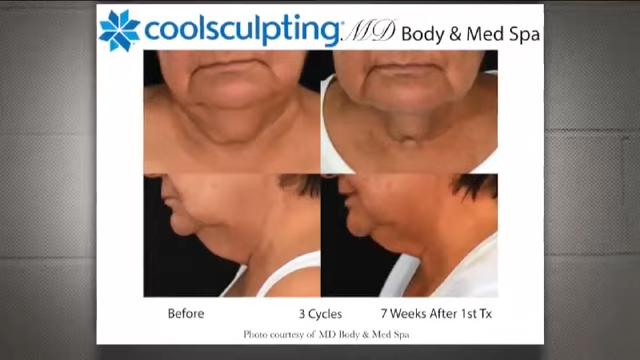 coolsculpting® MD Body & Med Spa
Before 3 Cycles 7 Weeks After 1st Tx
Photo courtesy of MD Body & Med Spa